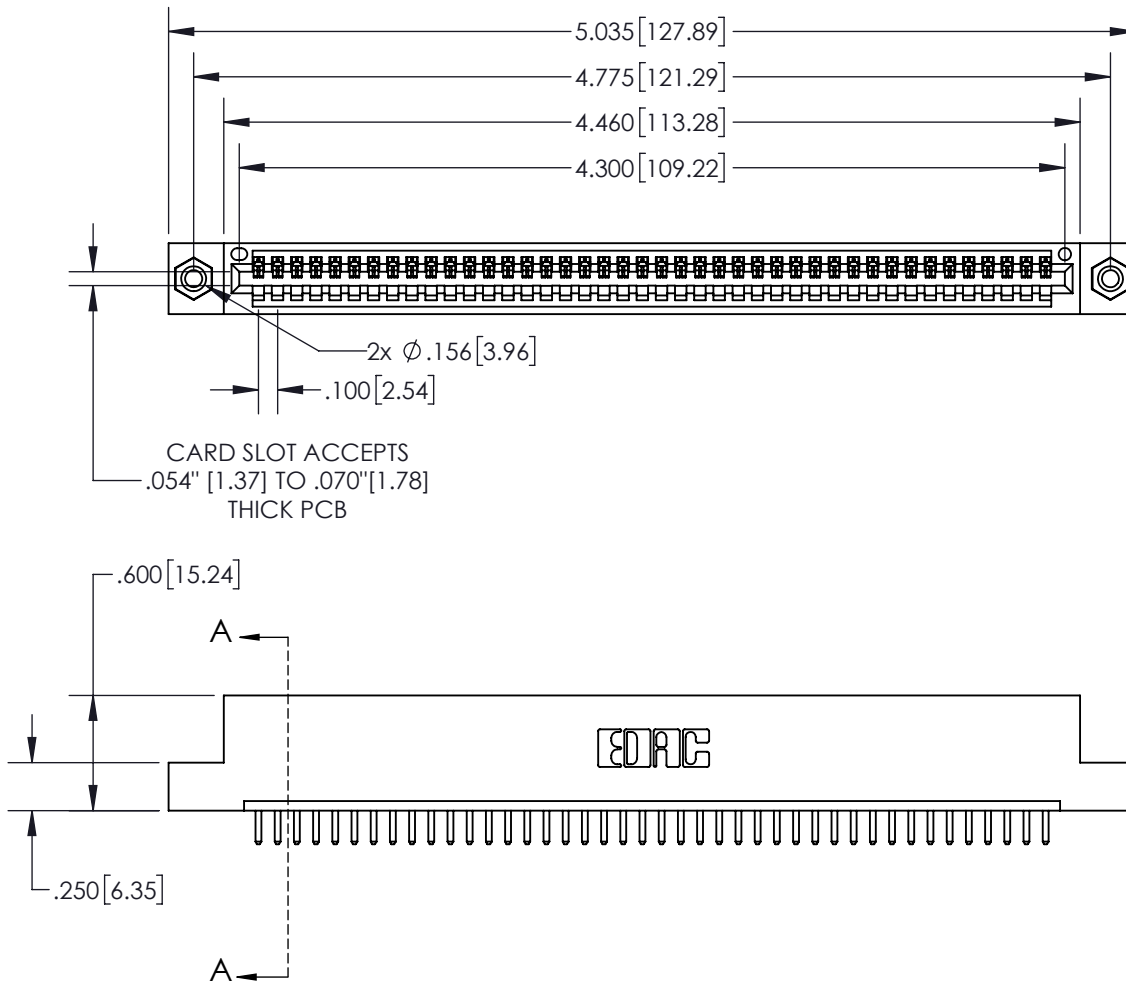 5.035[127.89]
4.775[121.29]
4.460[113.28]
4.300[109.22]
2x Ø.156[3.96]
.100[2.54]
CARD SLOT ACCEPTS
.054" [1.37] TO .070"[1.78]
THICK PCB
.600[15.24]
A
EDAC
.250[6.35]
A